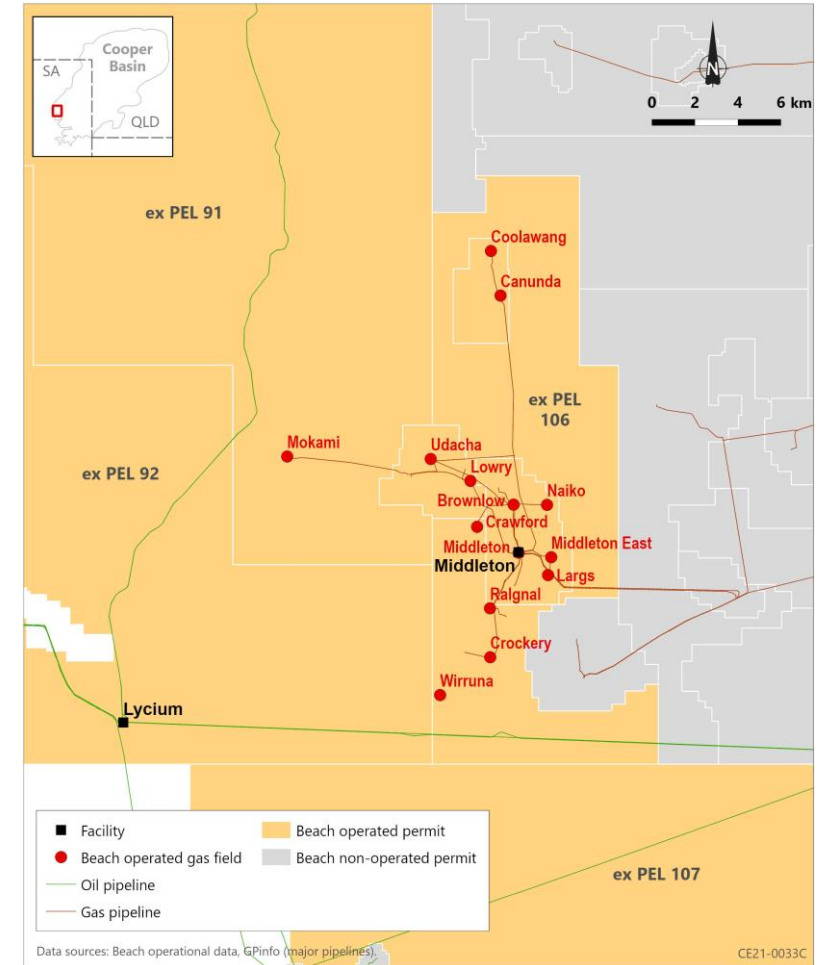 Cooper
Basin
SA
QLD
N
0 2 4 6 km
ex PEL 91
Coolawang
Canunda
ex PEL
106
Mokami
Udacha
ex PEL 92
Lowry
Brownlow
Naiko
Crawford
Middleton
Middleton East
Middleton
Largs
Ralgnal
Crockery
Wirruna
Lycium
Facility
Beach operated permit
Beach operated gas field
Beach non-operated permit
Oil pipeline
Gas pipeline
ex PEL 107
Data sources: Beach operational data, GPinfo (major pipelines).
CE21-0033C